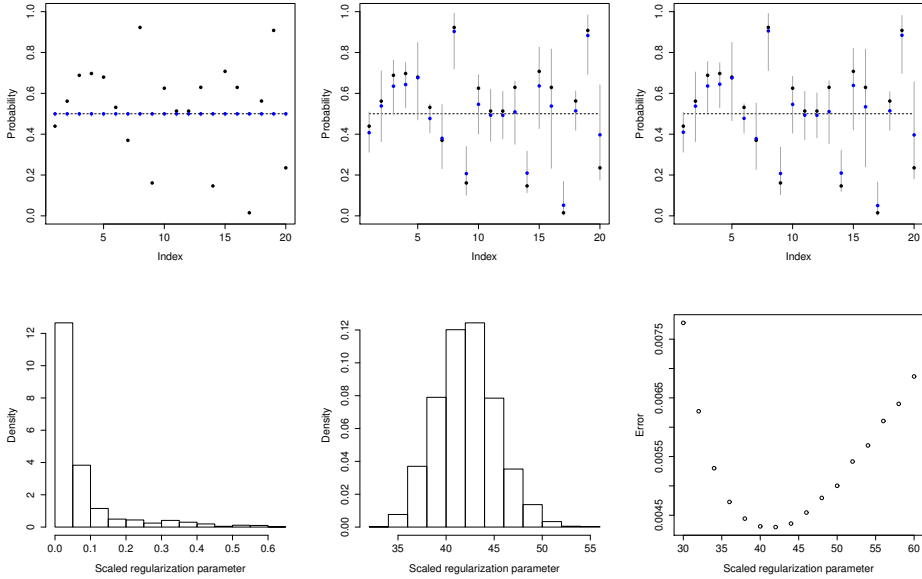 1.0
0.8
0.6
0.4
0.2
0.0
Probability
5 10 15 20
Index
1.0
0.8
0.6
0.4
0.2
0.0
Probability
5 10 15 20
Index
1.0
0.8
0.6
0.4
0.2
0.0
Probability
5 10 15 20
Index
12
10
8
6
4
2
0
Density
0.0 0.1 0.2 0.3 0.4 0.5 0.6
Scaled regularization parameter
0.12
0.08
0.04
0.00
Density
35 40 45 50 55
Scaled regularization parameter
0.0075
0.0065
0.0055
0.0045
Error
30 35 40 45 50 55 60
Scaled regularization parameter